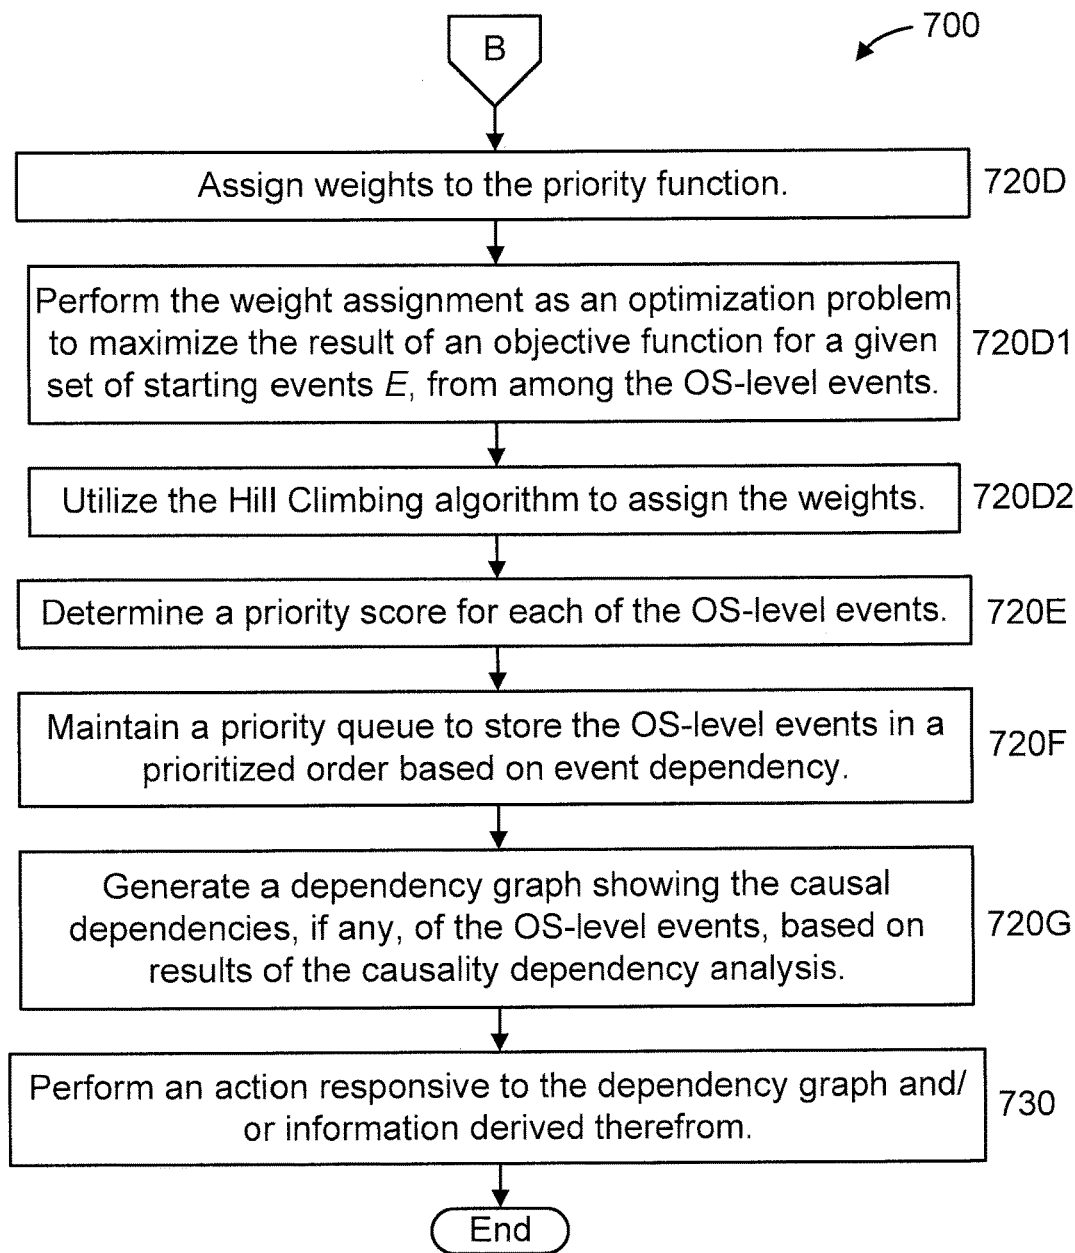 B
700
Assign weights to the priority function.
720D
Perform the weight assignment as an optimization problem
to maximize the result of an objective function for a given
set of starting events E, from among the OS-level events.
720D1
Utilize the Hill Climbing algorithm to assign the weights.
720D2
Determine a priority score for each of the OS-level events.
720E
Maintain a priority queue to store the OS-level events in a
prioritized order based on event dependency.
720F
Generate a dependency graph showing the causal
dependencies, if any, of the OS-level events, based on
results of the causality dependency analysis.
720G
Perform an action responsive to the dependency graph and/
or information derived therefrom.
730
End